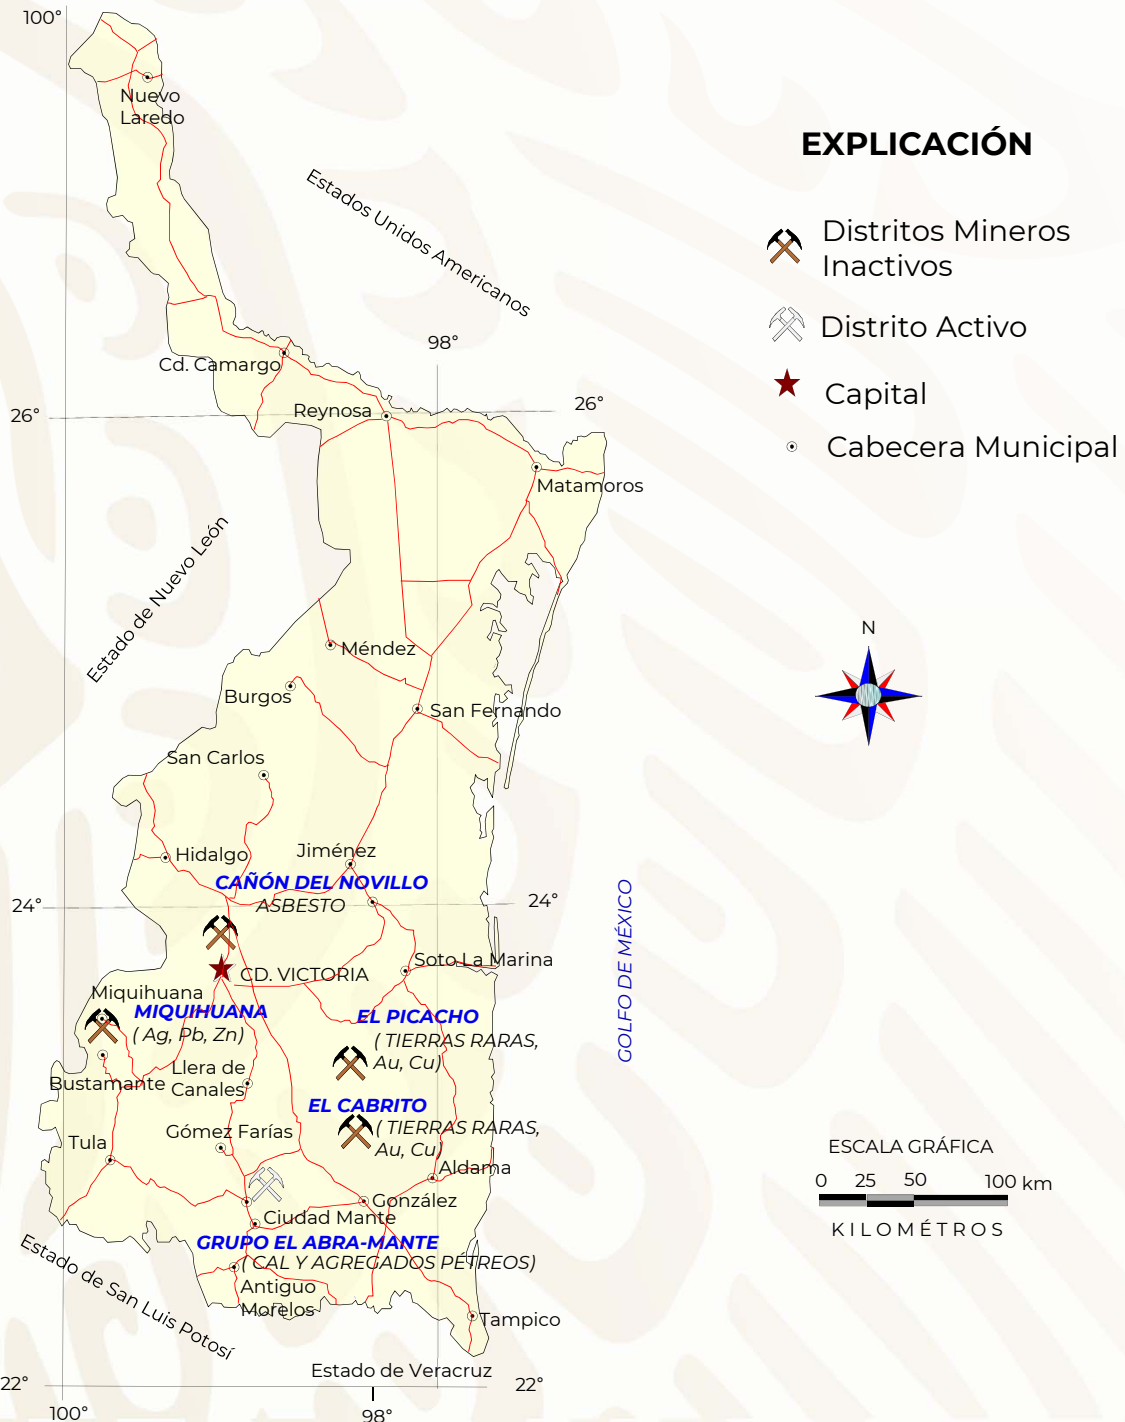 100°
Nuevo
Laredo
EXPLICACIÓN
Estados Unidos Americanos
Distritos Mineros
Inactivos
Distrito Activo
98°
Cd. Camargo
Capital
26°
Reynosa
26°
Cabecera Municipal
Matamoros
Estado de Nuevo León
N
Méndez
Burgos
San Fernando
San Carlos
Hidalgo
Jiménez
CAÑÓN DEL NOVILLO
ASBESTO
24°
24°
GOLFO DE MÉXICO
Soto La Marina
CD. VICTORIA
Miquihuana
MIQUIHUANA
( Ag, Pb, Zn)
EL PICACHO
( TIERRAS RARAS,
Au, Cu)
Bustamante
Llera de
Canales
EL CABRITO
( TIERRAS RARAS,
Au, Cu)
Tula
Gómez Farías
Aldama
González
Ciudad Mante
GRUPO EL ABRA-MANTE
( CAL Y AGREGADOS PÉTREOS)
Antiguo
Morelos
Tampico
ESCALA GRÁFICA
0 25 50 100 km
KILOMÉTROS
Estado de San Luis Potosí
Estado de Veracruz
22°
22°
100°
98°